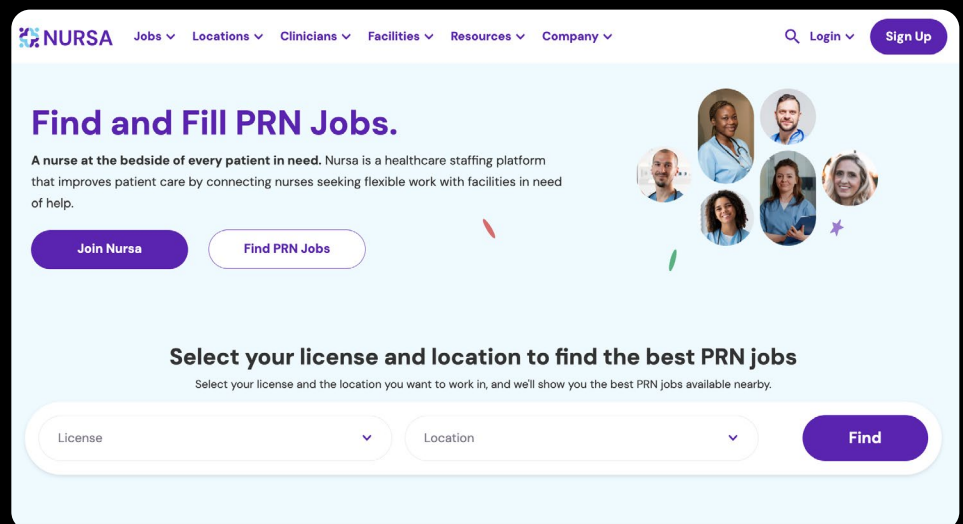 NURSA Jobs Locations Clinicians Facilities Resources Company Login Sign Up
Find and Fill PRN Jobs.
A nurse at the bedside of every patient in need. Nursa is a healthcare staffing platform
that improves patient care by connecting nurses seeking flexible work with facilities in need
of help.
Join Nursa Find PRN Jobs
Select your license and location to find the best PRN jobs
Select your license and the location you want to work in, and we'll show you the best PRN jobs available nearby.
License Location Find